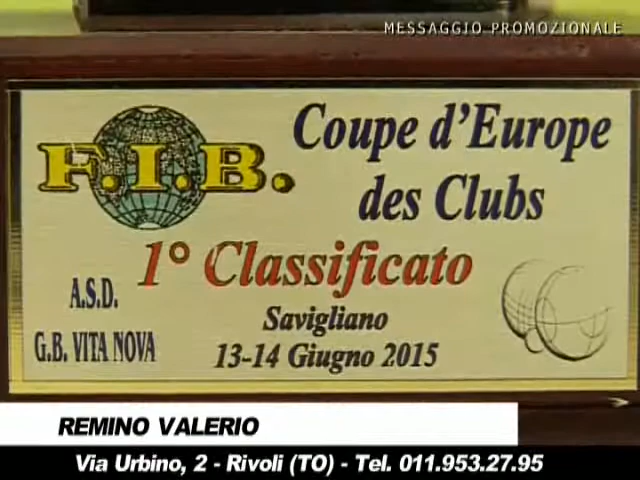 MESSAGGIO PROMOZIONALE
F.I.B.
Coupe d'Europe
des Clubs
1° Classificato
A.S.D.
G.B. VITA NOVA
Savigliano
13-14 Giugno 2015
REMINO VALERIO
Via Urbino, 2 - Rivoli (TO) - Tel. 011.953.27.95